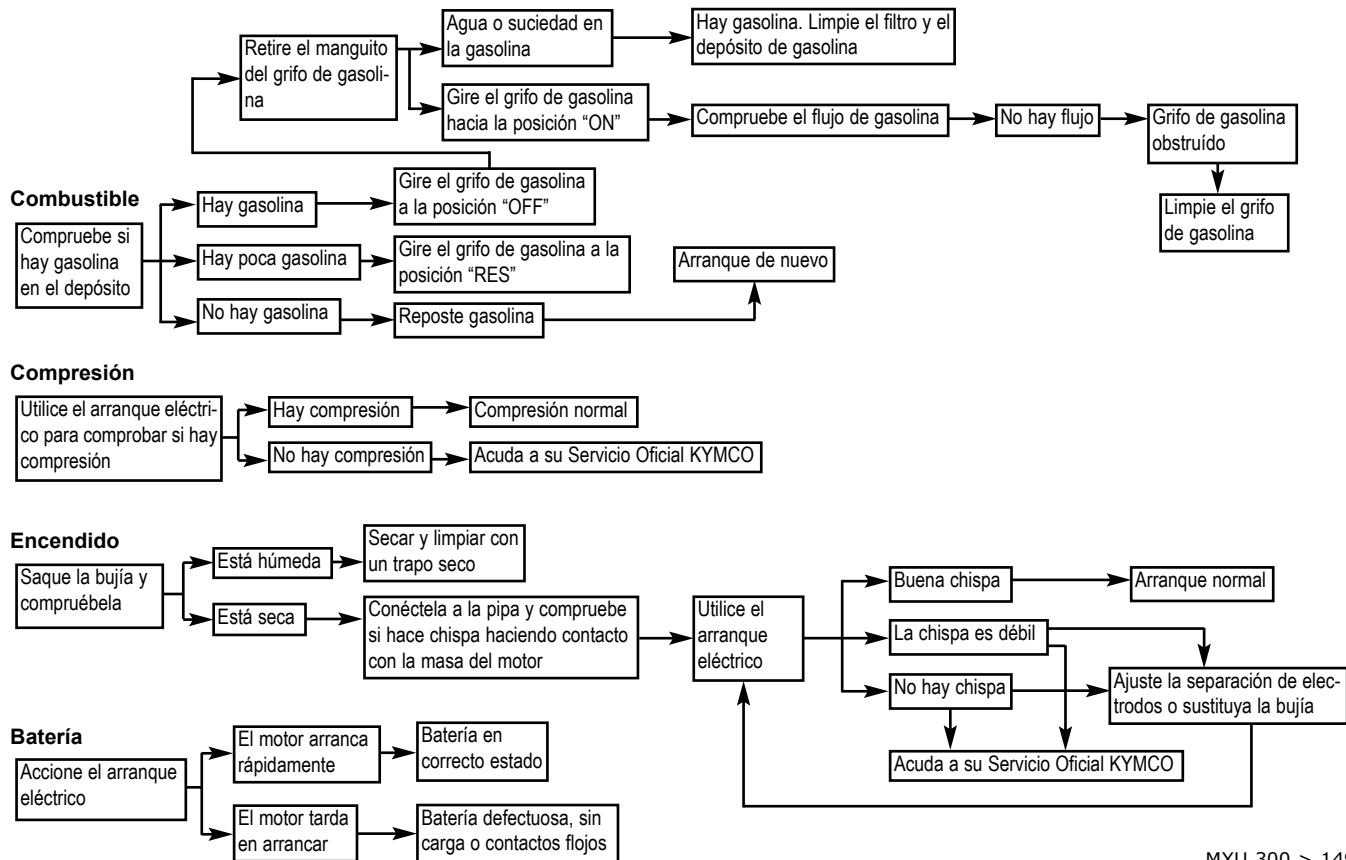 Retire el manguito
del grifo de gasoli-
na
Agua o suciedad en
la gasolina
Hay gasolina. Limpie el filtro y el
depósito de gasolina
Gire el grifo de gasolina
hacia la posición “ON”
Compruebe el flujo de gasolina
No hay flujo
Grifo de gasolina
obstruído
Limpie el grifo
de gasolina
Combustible
Compruebe si
hay gasolina
en el depósito
Hay gasolina
Gire el grifo de gasolina
a la posición “OFF”
Hay poca gasolina
Gire el grifo de gasolina a la
posición “RES”
No hay gasolina
Reposte gasolina
Arranque de nuevo
Compresión
Utilice el arranque eléctri-
co para comprobar si hay
compresión
Hay compresión
Compresión normal
No hay compresión
Acuda a su Servicio Oficial KYMCO
Encendido
Saque la bujía y
compruébela
Está húmeda
Secar y limpiar con
un trapo seco
Está seca
Conéctela a la pipa y compruebe
si hace chispa haciendo contacto
con la masa del motor
Utilice el
arranque
eléctrico
Buena chispa
Arranque normal
La chispa es débil
No hay chispa
Ajuste la separación de elec-
trodos o sustituya la bujía
Acuda a su Servicio Oficial KYMCO
Batería
Accione el arranque
eléctrico
El motor arranca
rápidamente
Batería en
correcto estado
El motor tarda
en arrancar
Batería defectuosa, sin
carga o contactos flojos
MXU 300 >